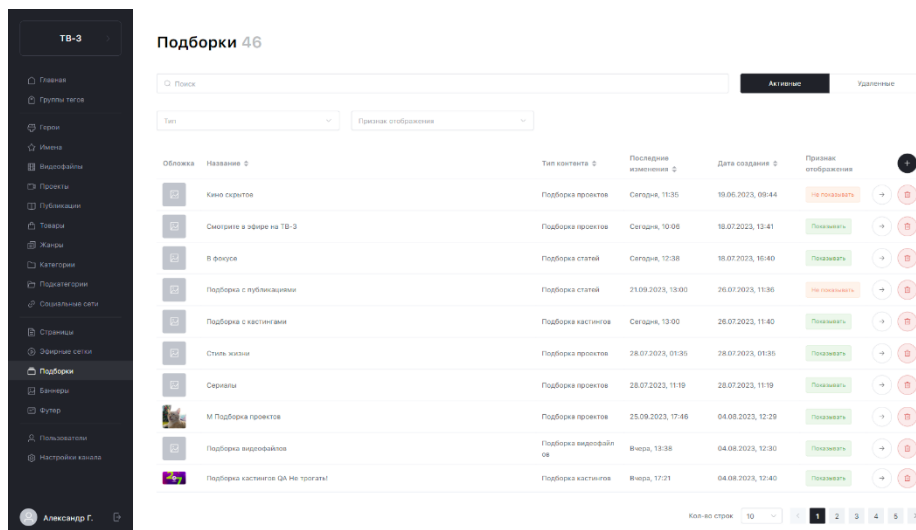 ТВ-3
Главная
Группы тегов
Герои
Имена
Видеофайлы
Проекты
Публикации
Товары
Жанры
Категории
Подкатегории
Социальные сети
Страницы
Эфирные сетки
Подборки
Баннеры
Футер
Пользователи
Настройки канала
Александр Г.
Подборки 46
Поиск
Активные Удаленные
Тип Признак отображения
Обложка Название Тип контента Последние изменения Дата создания Признак отображения
Кино скрытое Подборка проектов Сегодня, 11:35 19.06.2023, 09:44 Не показывать
Смотрите в эфире на ТВ-3 Подборка проектов Сегодня, 10:06 18.07.2023, 13:41 Показывать
В фокусе Подборка статей Сегодня, 12:38 18.07.2023, 16:40 Показывать
Подборка с публикациями Подборка статей 21.09.2023, 13:00 26.07.2023, 11:36 Не показывать
Подборка с кастингами Подборка кастингов Сегодня, 13:00 26.07.2023, 11:40 Показывать
Стиль жизни Подборка проектов 28.07.2023, 01:35 28.07.2023, 01:35 Показывать
Сериалы Подборка проектов 28.07.2023, 11:19 28.07.2023, 11:19 Показывать
М Подборка проектов Подборка проектов 25.09.2023, 17:46 04.08.2023, 12:29 Показывать
Подборка видеофайлов Подборка видеофайл
ов Вчера, 13:38 04.08.2023, 12:30 Показывать
Подборка кастингов QA Не трогать! Подборка кастингов Вчера, 17:21 04.08.2023, 12:40 Показывать
Кол-во строк 10 1 2 3 4 5